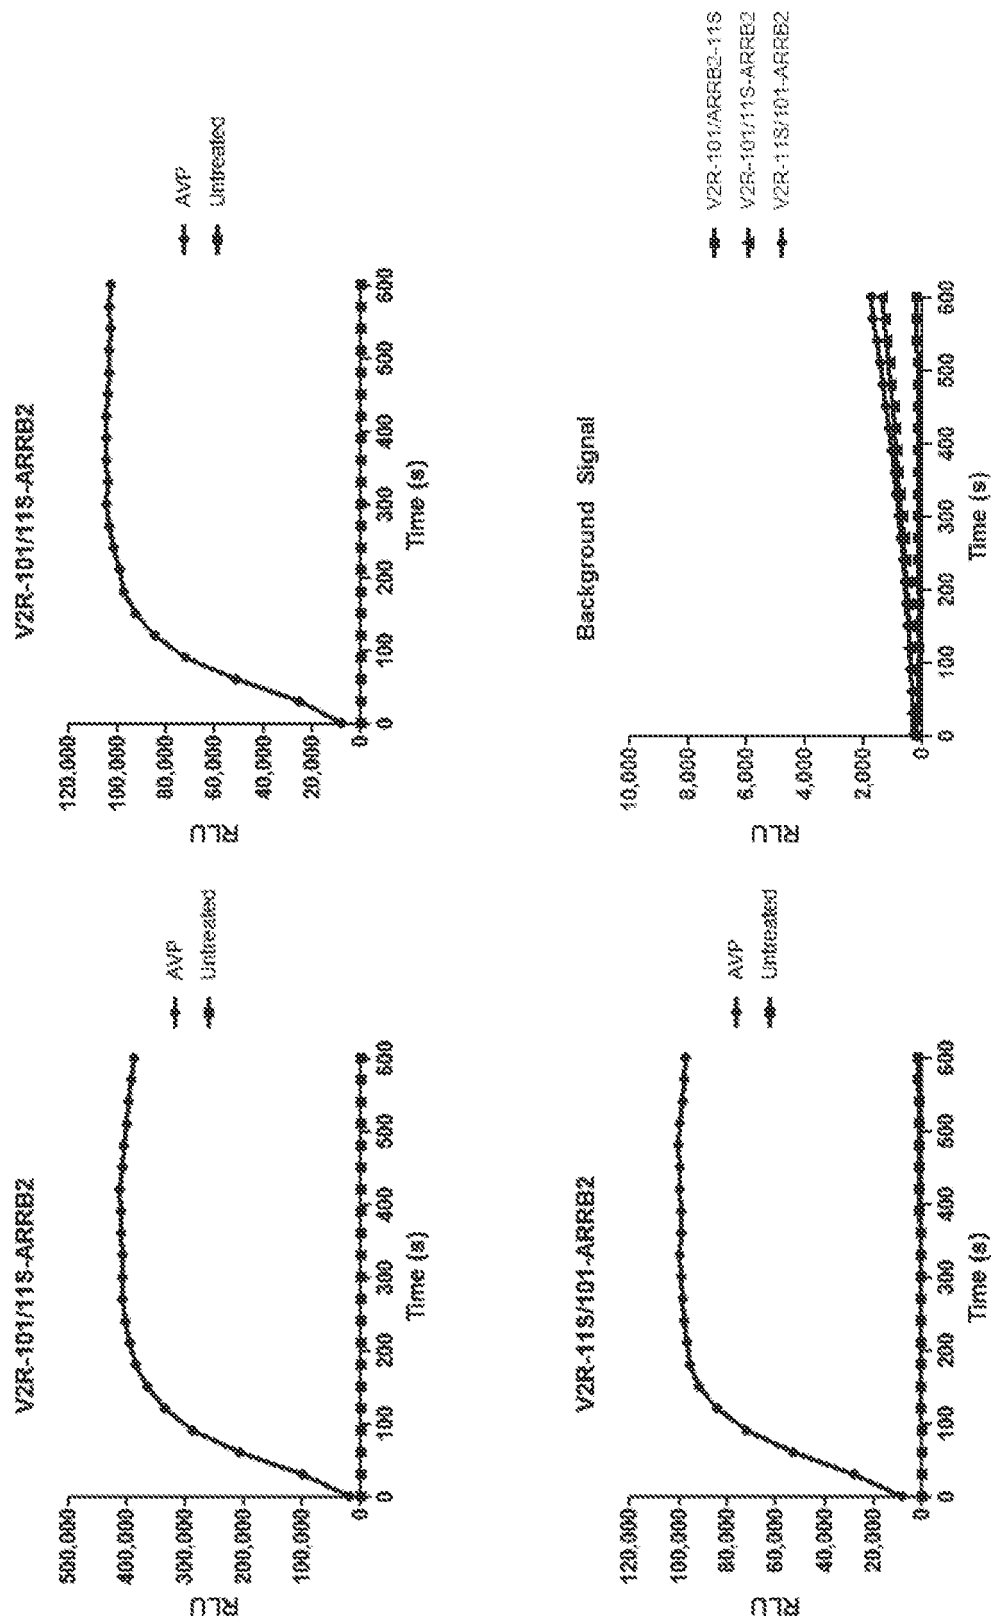 V2R-101/11S-ARRB2
RLU
500,000
400,000
300,000
200,000
100,000
0
0 100 200 300 400 500 600
Time (s)
AVP
Untreated
V2R-101/11S-ARRB2
RLU
120,000
100,000
80,000
60,000
40,000
20,000
0
0 100 200 300 400 500 600
Time (s)
AVP
Untreated
V2R-11S/101-ARRB2
RLU
120,000
100,000
80,000
60,000
40,000
20,000
0
0 100 200 300 400 500 600
Time (s)
AVP
Untreated
Background Signal
RLU
10,000
8,000
6,000
4,000
2,000
0
0 100 200 300 400 500 600
Time (s)
V2R-101/ARRB2-11S
V2R-101/11S-ARRB2
V2R-11S/101-ARRB2